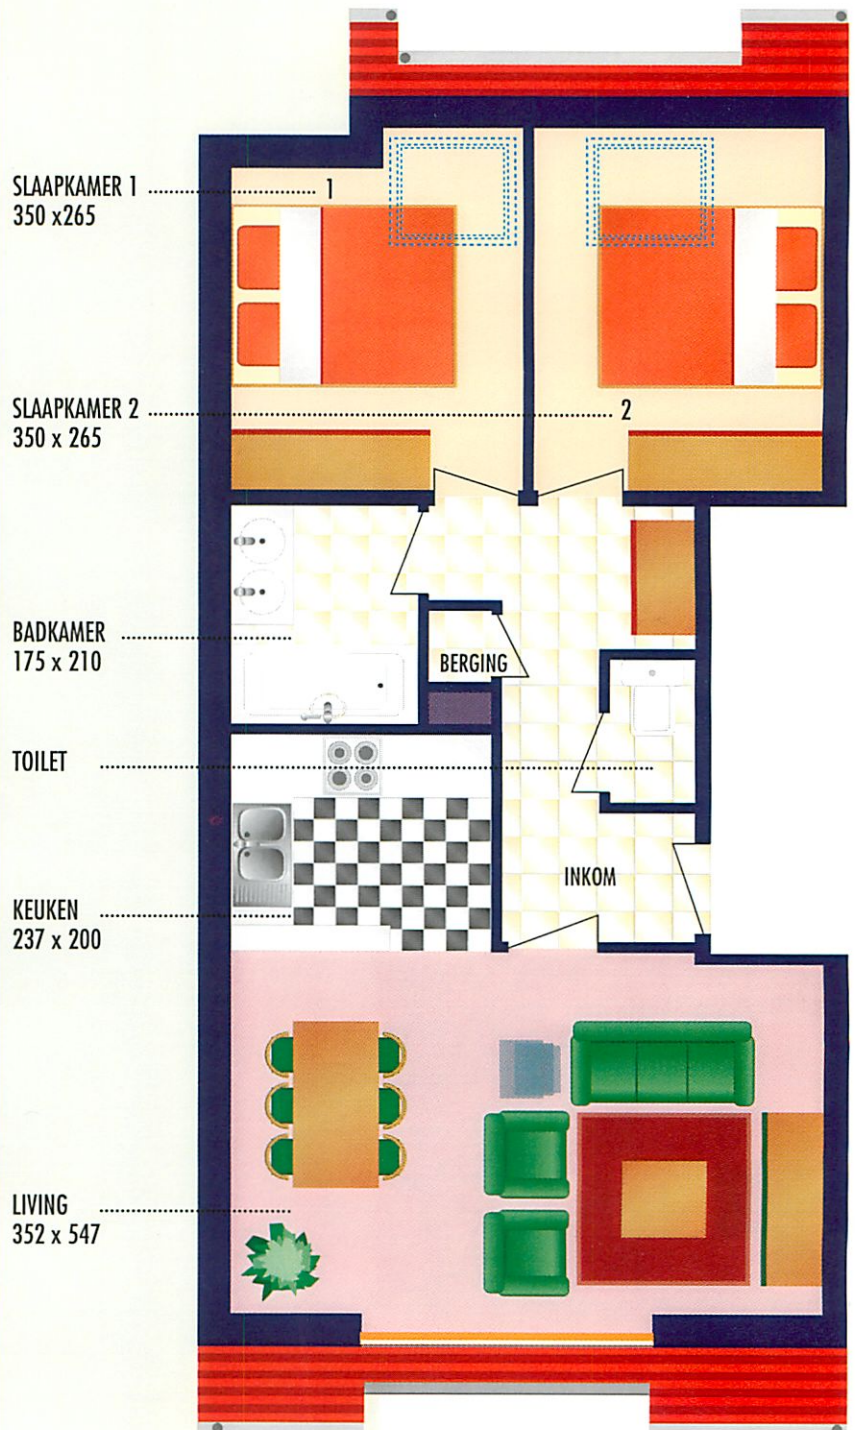 SLAAPKAMER 1
350 x265
1
SLAAPKAMER 2
350 x 265
2
BADKAMER
175 x 210
BERGING
TOILET
INKOM
KEUKEN
237 x 200
LIVING
352 x 547